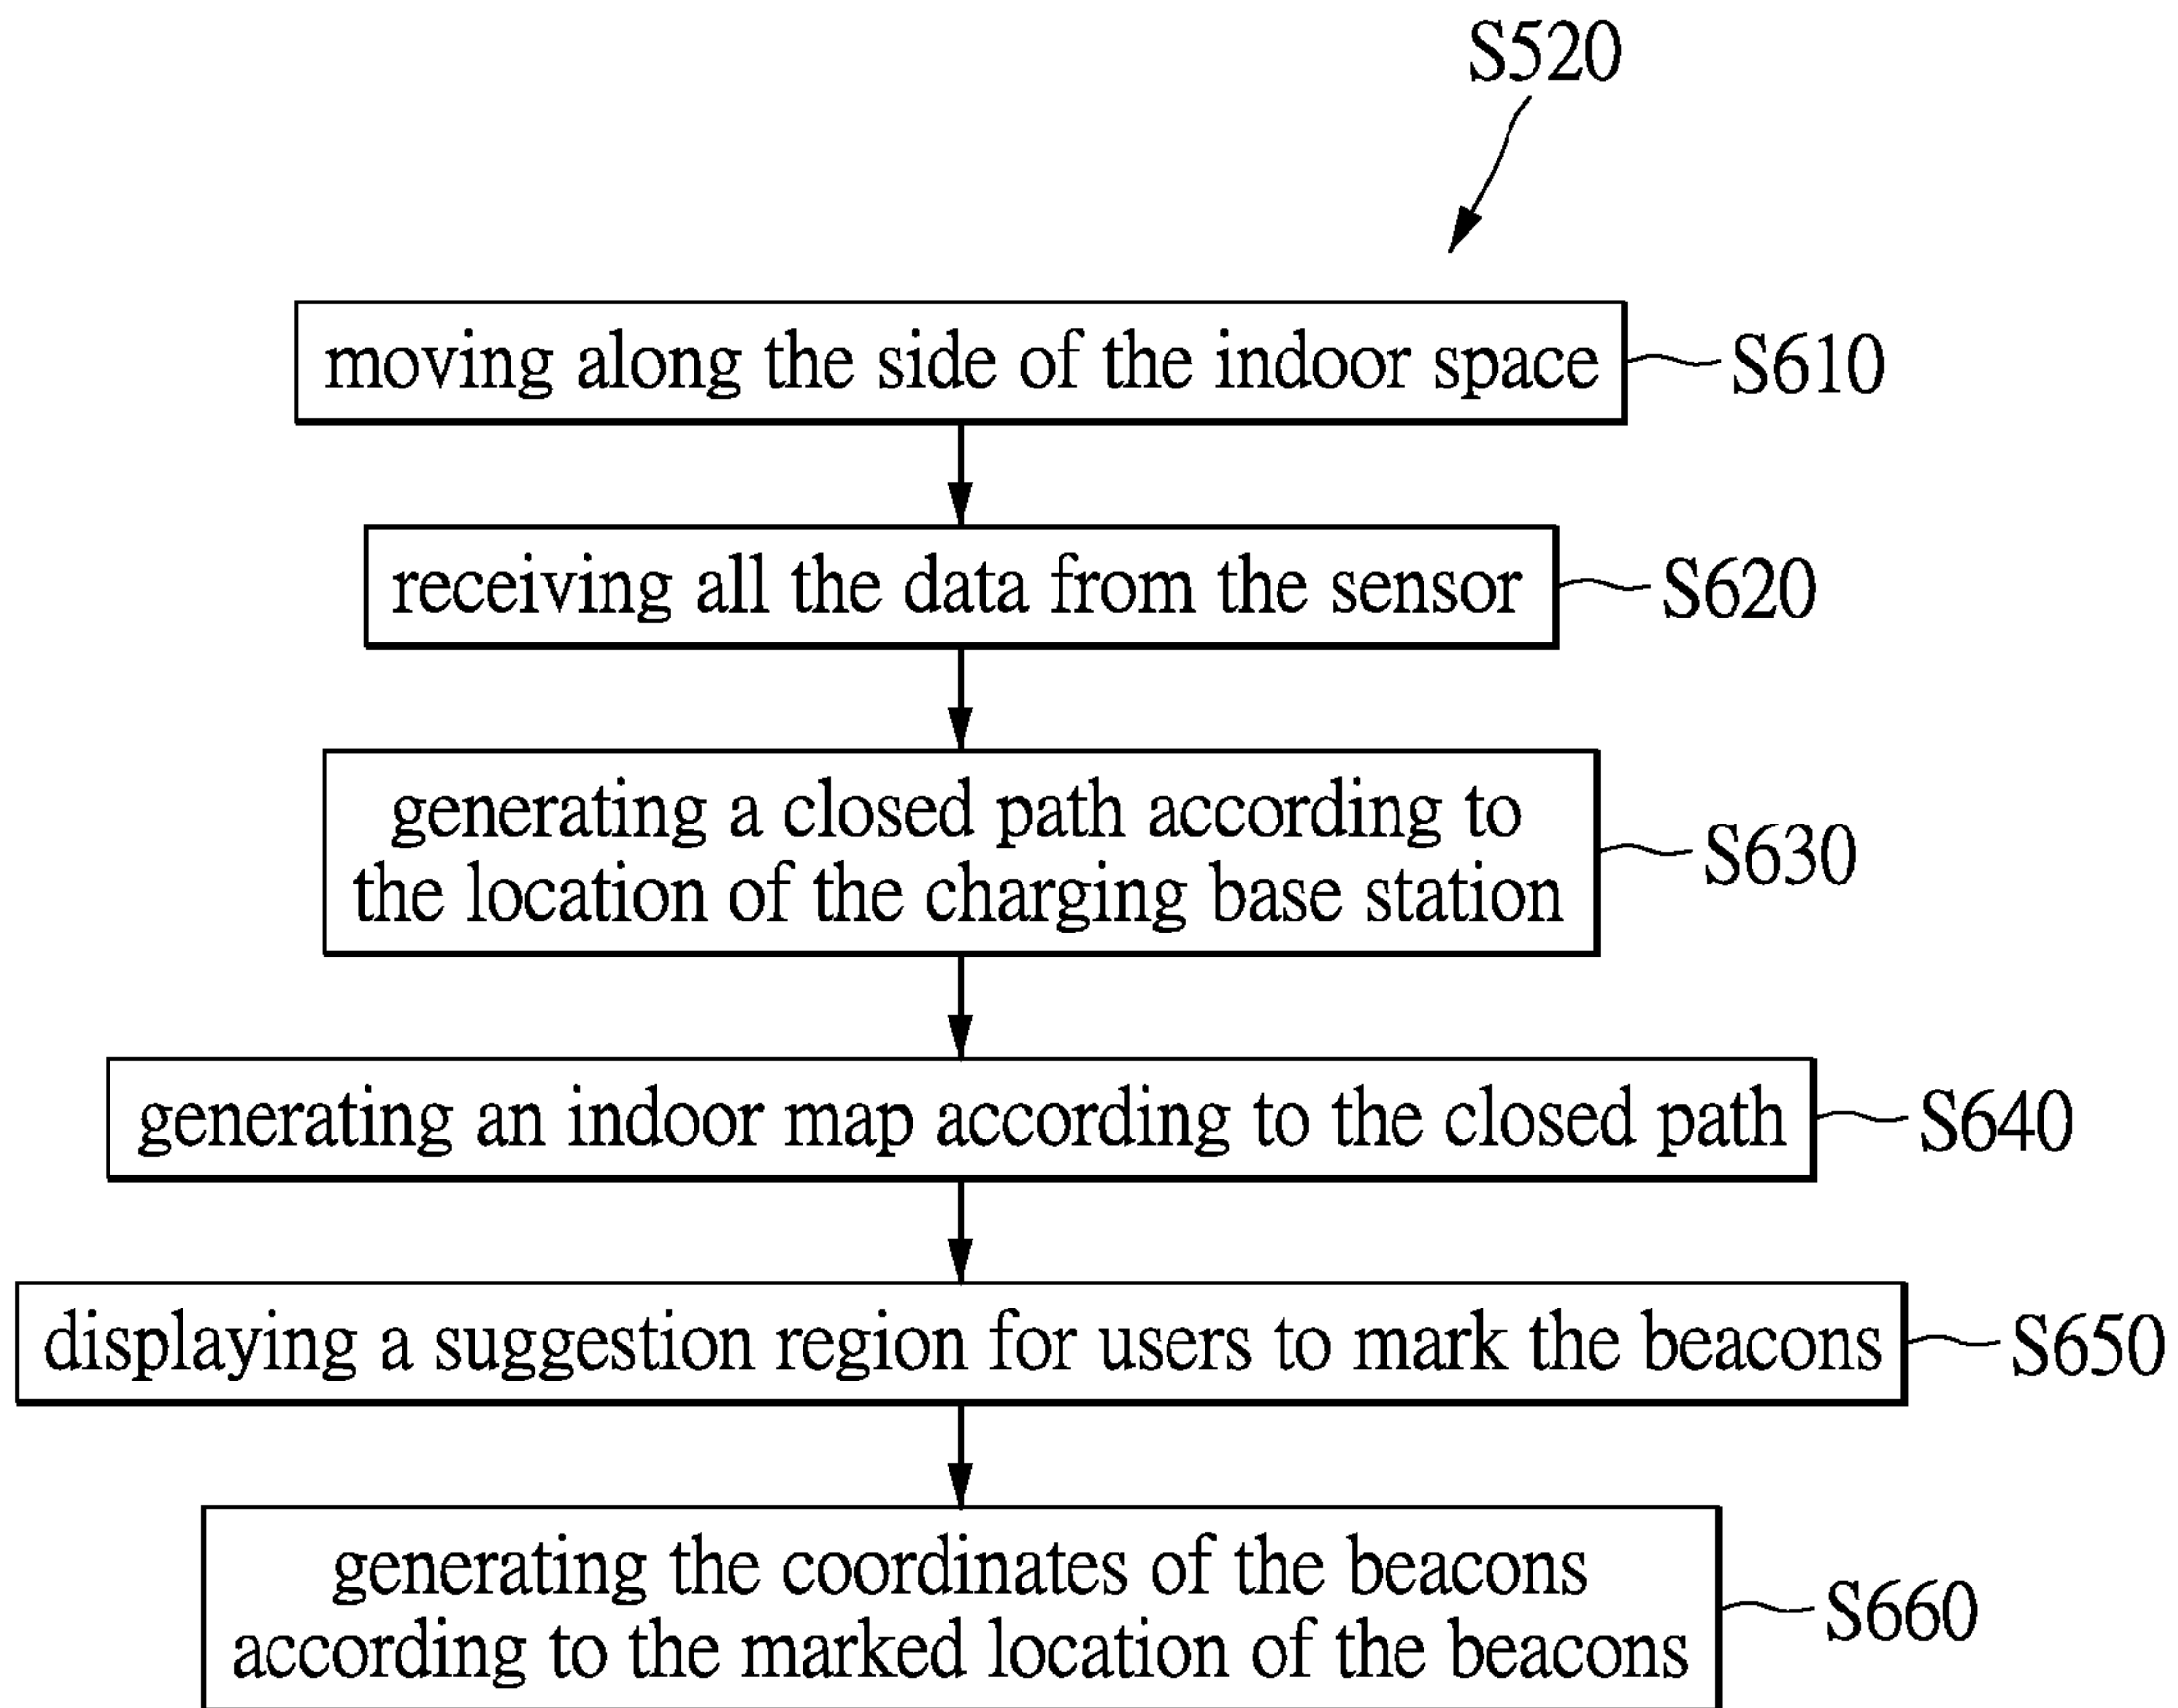 S520
moving along the side of the indoor space
S610
receiving all the data from the sensor
S620
generating a closed path according to
the location of the charging base station
S630
generating an indoor map according to the closed path
S640
displaying a suggestion region for users to mark the beacons
S650
generating the coordinates of the beacons
according to the marked location of the beacons
S660